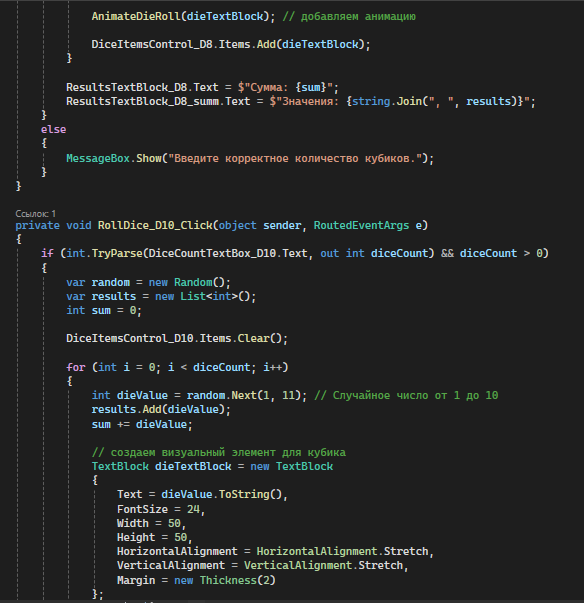 AnimateDieRoll(dieTextBlock); // добавляем анимацию
DiceItemsControl_D8.Items.Add(dieTextBlock);
}
ResultsTextBlock_D8.Text = $"Сумма: {sum}";
ResultsTextBlock_D8_summ.Text = $"Значения: {string.Join(", ", results)}";
}
else
{
MessageBox.Show("Введите корректное количество кубиков.");
}
}
Ссылок: 1
private void RollDice_D10_Click(object sender, RoutedEventArgs e)
{
if (int.TryParse(DiceCountTextBox_D10.Text, out int diceCount) && diceCount > 0)
{
var random = new Random();
var results = new List<int>();
int sum = 0;
DiceItemsControl_D10.Items.Clear();
for (int i = 0; i < diceCount; i++)
{
int dieValue = random.Next(1, 11); // Случайное число от 1 до 10
results.Add(dieValue);
sum += dieValue;
// создаем визуальный элемент для кубика
TextBlock dieTextBlock = new TextBlock
{
Text = dieValue.ToString(),
FontSize = 24,
Width = 50,
Height = 50,
HorizontalAlignment = HorizontalAlignment.Stretch,
VerticalAlignment = VerticalAlignment.Stretch,
Margin = new Thickness(2)
};